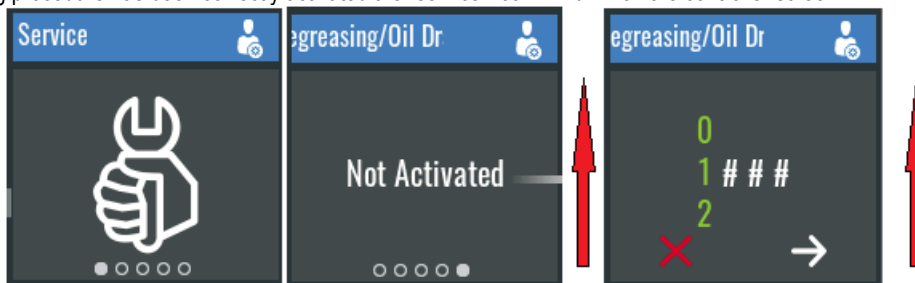 Service
egreasing/Oil Dr
Not Activated
egreasing/Oil Dr
0
1 # # #
2